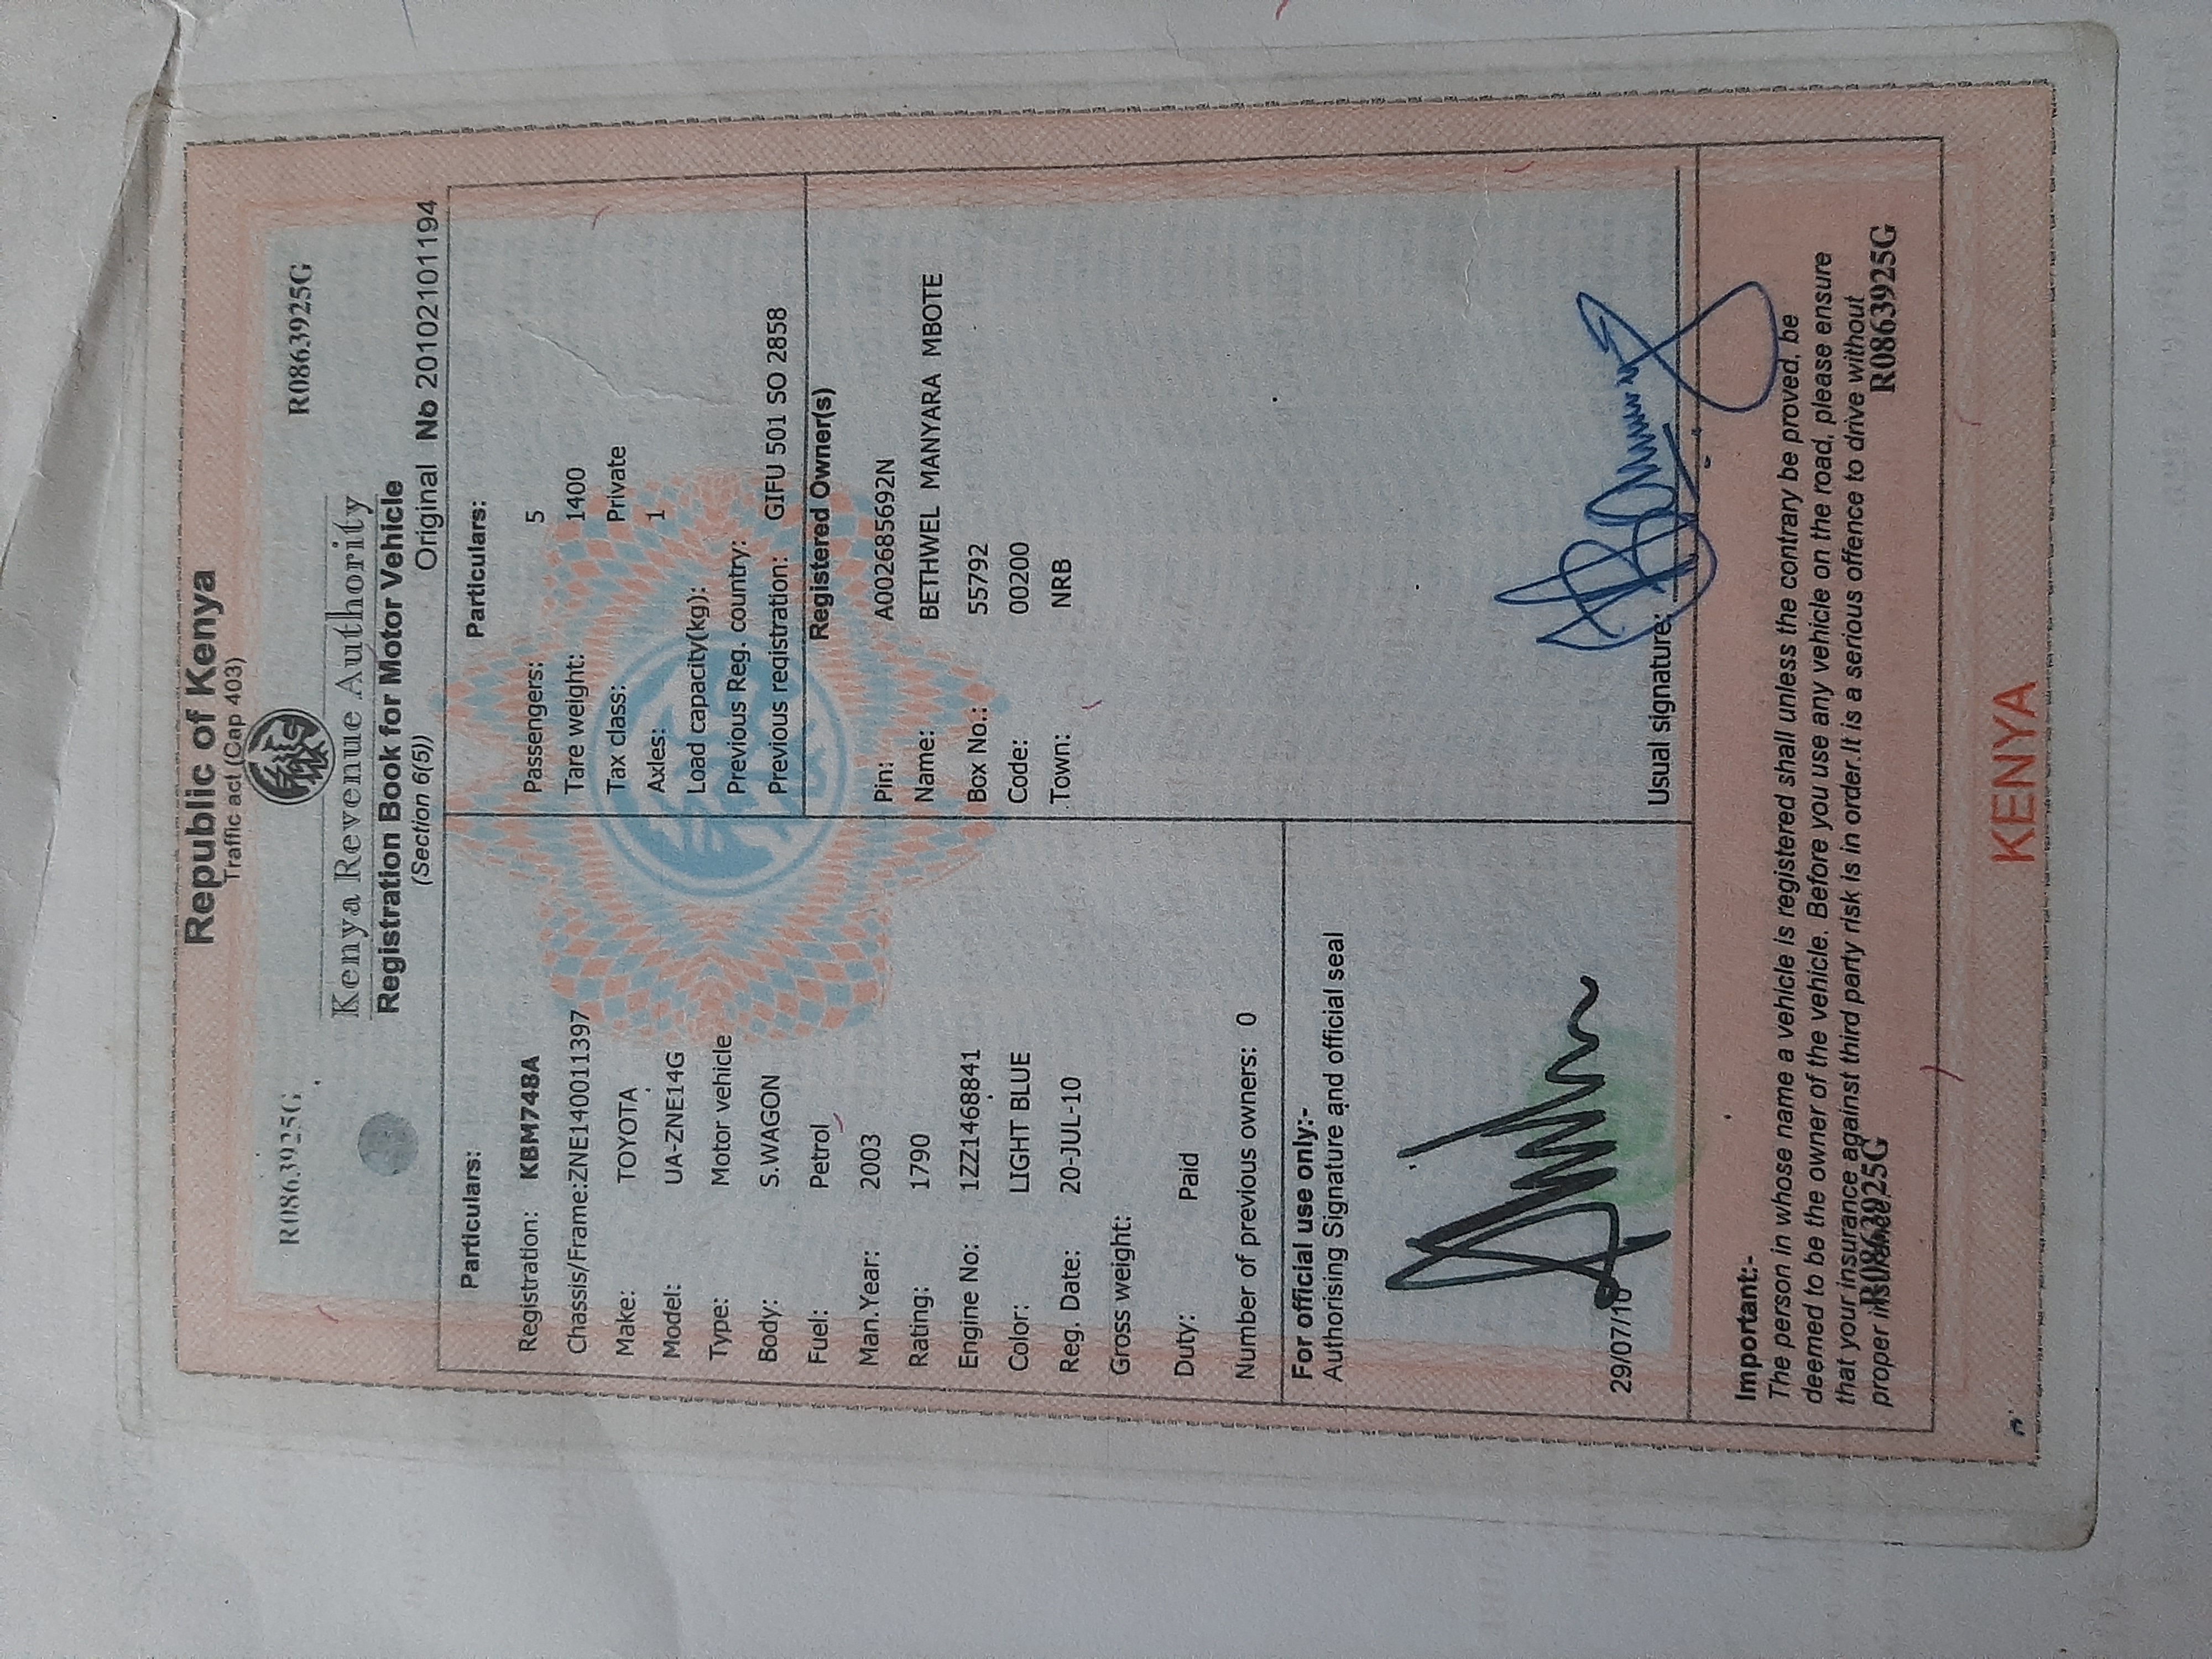 Republic of Kenya
Traffic act (Cap 403)
R0863925G
R0863925G
Kenya Revenue Authority
Registration Book for Motor Vehicle
(Section 6(5))
Original No 20102101194
Particulars:
Registration: KBM748A
Chassis/Frame:ZNE140011397
Make: TOYOTA
Model: UA-ZNE14G
Type: Motor vehicle
Body: S.WAGON
Fuel: Petrol
Man.Year: 2003
Rating: 1790
Engine No: 1ZZ1468841
Color: LIGHT BLUE
Reg. Date: 20-JUL-10
Gross weight:
Duty: Paid
Number of previous owners: 0
For official use only:-
Authorising Signature and official seal
29/07/10
Particulars:
Passengers: 5
Tare weight: 1400
Tax class: Private
Axles: 1
Load capacity(kg):
Previous Reg. country:
Previous registration: GIFU 501 SO 2858
Registered Owner(s)
Pin: A002685692N
Name: BETHWEL MANYARA MBOTE
Box No.: 55792
Code: 00200
Town: NRB
Usual signature:
Important:-
The person in whose name a vehicle is registered shall unless the contrary be proved, be
deemed to be the owner of the vehicle. Before you use any vehicle on the road, please ensure
that your insurance against third party risk is in order.It is a serious offence to drive without
proper insurance.
R0863925G
R0863925G
KENYA